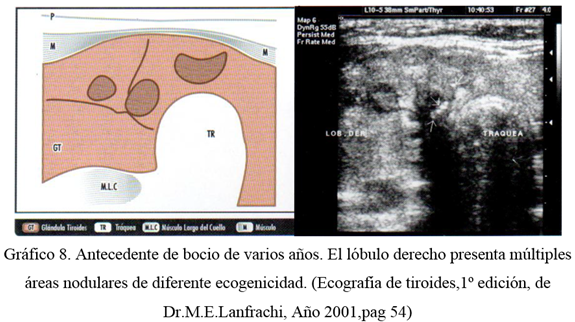 P
M
M
GT
TR
M.L.C
GT Glándula Tiroides TR Tráquea M.L.C Músculo Largo del Cuello M Músculo
L10-5 38mm SmPart/Thyr 10:40:53 Fr #27 4.0
Map 6
DynRg 55dB
Persist Med
Fr Rate Med
LOB.DER TRAQUEA
Gráfico 8. Antecedente de bocio de varios años. El lóbulo derecho presenta múltiples
áreas nodulares de diferente ecogenicidad. (Ecografía de tiroides,1º edición, de
Dr.M.E.Lanfrachi, Año 2001,pag 54)